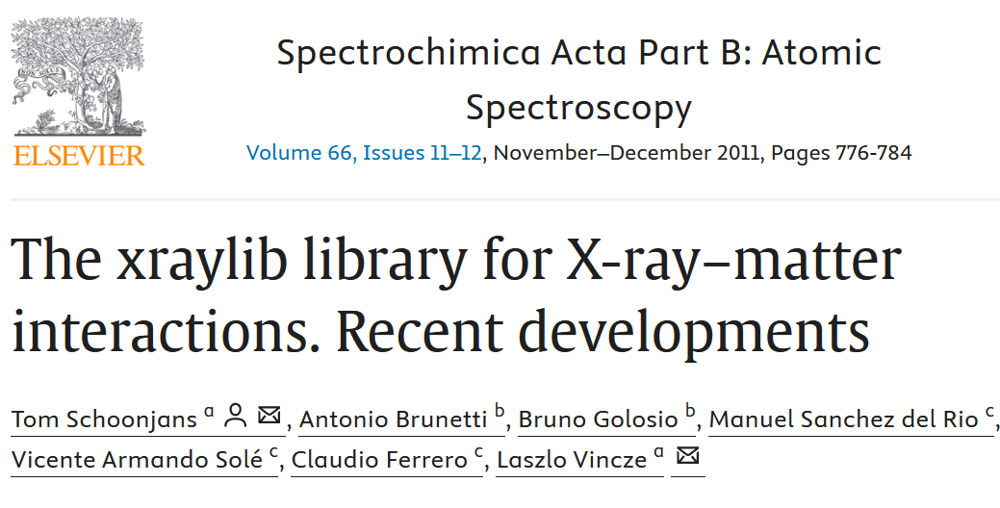 Spectrochimica Acta Part B: Atomic
Spectroscopy
ELSEVIER
Volume 66, Issues 11–12, November–December 2011, Pages 776-784
The xraylib library for X-ray–matter
interactions. Recent developments
Tom Schoonjans a, Antonio Brunetti b, Bruno Golosio b, Manuel Sanchez del Rio c,
Vicente Armando Solé c, Claudio Ferrero c, Laszlo Vincze a